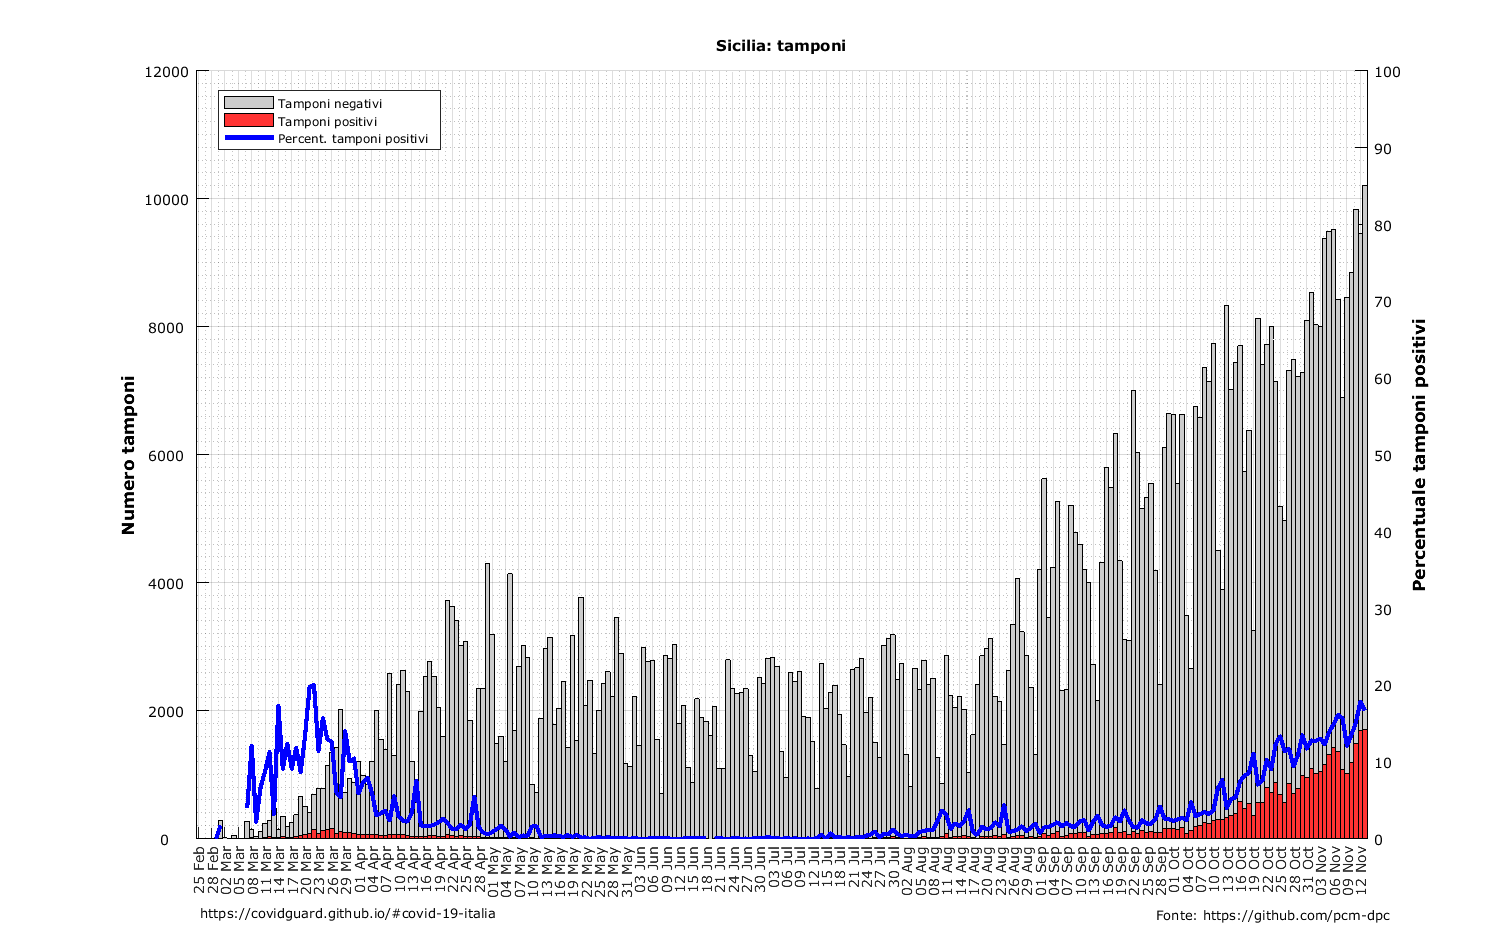 Sicilia: tamponi
12000
10000
8000
6000
4000
2000
0
Numero tamponi
Tamponi negativi
Tamponi positivi
Percent. tamponi positivi
100
90
80
70
60
50
40
30
20
10
0
Percentuale tamponi positivi
25 Feb
28 Feb
02 Mar
05 Mar
08 Mar
11 Mar
14 Mar
17 Mar
20 Mar
23 Mar
26 Mar
29 Mar
01 Apr
04 Apr
07 Apr
10 Apr
13 Apr
16 Apr
19 Apr
22 Apr
25 Apr
28 Apr
01 May
04 May
07 May
10 May
13 May
16 May
19 May
22 May
25 May
28 May
31 May
03 Jun
06 Jun
09 Jun
12 Jun
15 Jun
18 Jun
21 Jun
24 Jun
27 Jun
30 Jun
03 Jul
06 Jul
09 Jul
12 Jul
15 Jul
18 Jul
21 Jul
24 Jul
27 Jul
30 Jul
02 Aug
05 Aug
08 Aug
11 Aug
14 Aug
17 Aug
20 Aug
23 Aug
26 Aug
29 Aug
01 Sep
04 Sep
07 Sep
10 Sep
13 Sep
16 Sep
19 Sep
22 Sep
25 Sep
28 Sep
01 Oct
04 Oct
07 Oct
10 Oct
13 Oct
16 Oct
19 Oct
22 Oct
25 Oct
28 Oct
31 Oct
03 Nov
06 Nov
09 Nov
12 Nov
https://covidguard.github.io/#covid-19-italia
Fonte: https://github.com/pcm-dpc